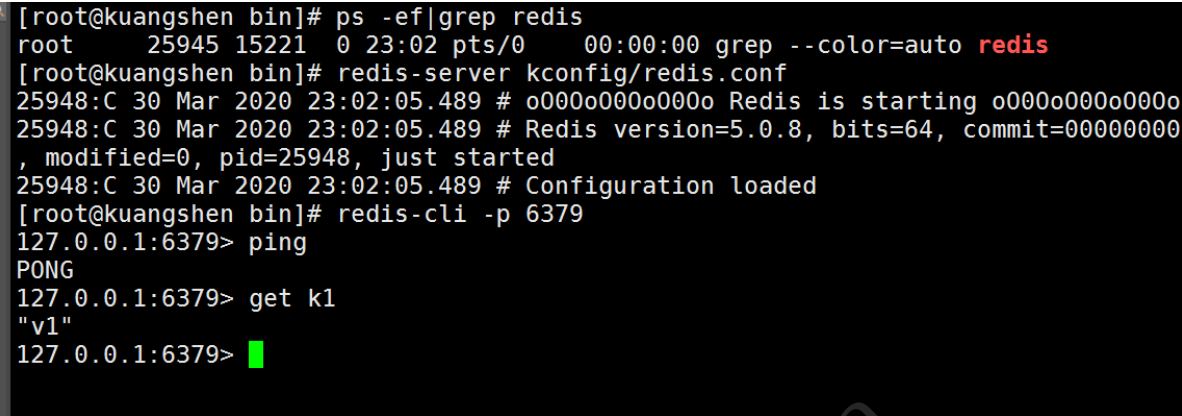 [root@kuangshen bin]# ps -ef|grep redis
root     25945 15221  0 23:02 pts/0    00:00:00 grep --color=auto redis
[root@kuangshen bin]# redis-server kconfig/redis.conf
25948:C 30 Mar 2020 23:02:05.489 # oO0OoO0OoO0Oo Redis is starting oO0OoO0OoO0Oo
25948:C 30 Mar 2020 23:02:05.489 # Redis version=5.0.8, bits=64, commit=00000000
, modified=0, pid=25948, just started
25948:C 30 Mar 2020 23:02:05.489 # Configuration loaded
[root@kuangshen bin]# redis-cli -p 6379
127.0.0.1:6379> ping
PONG
127.0.0.1:6379> get k1
"v1"
127.0.0.1:6379>